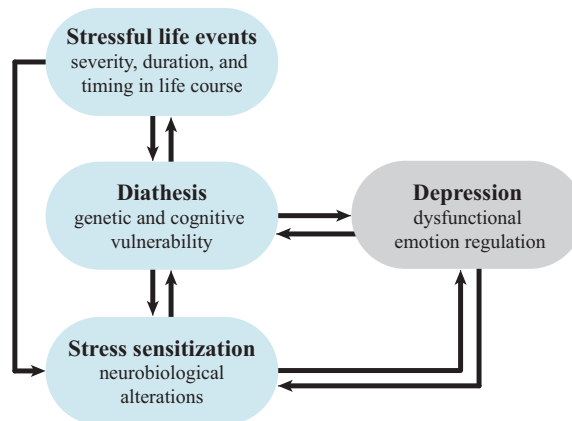 Stressful life events
severity, duration, and
timing in life course
Diathesis
genetic and cognitive
vulnerability
Depression
dysfunctional
emotion regulation
Stress sensitization
neurobiological
alterations